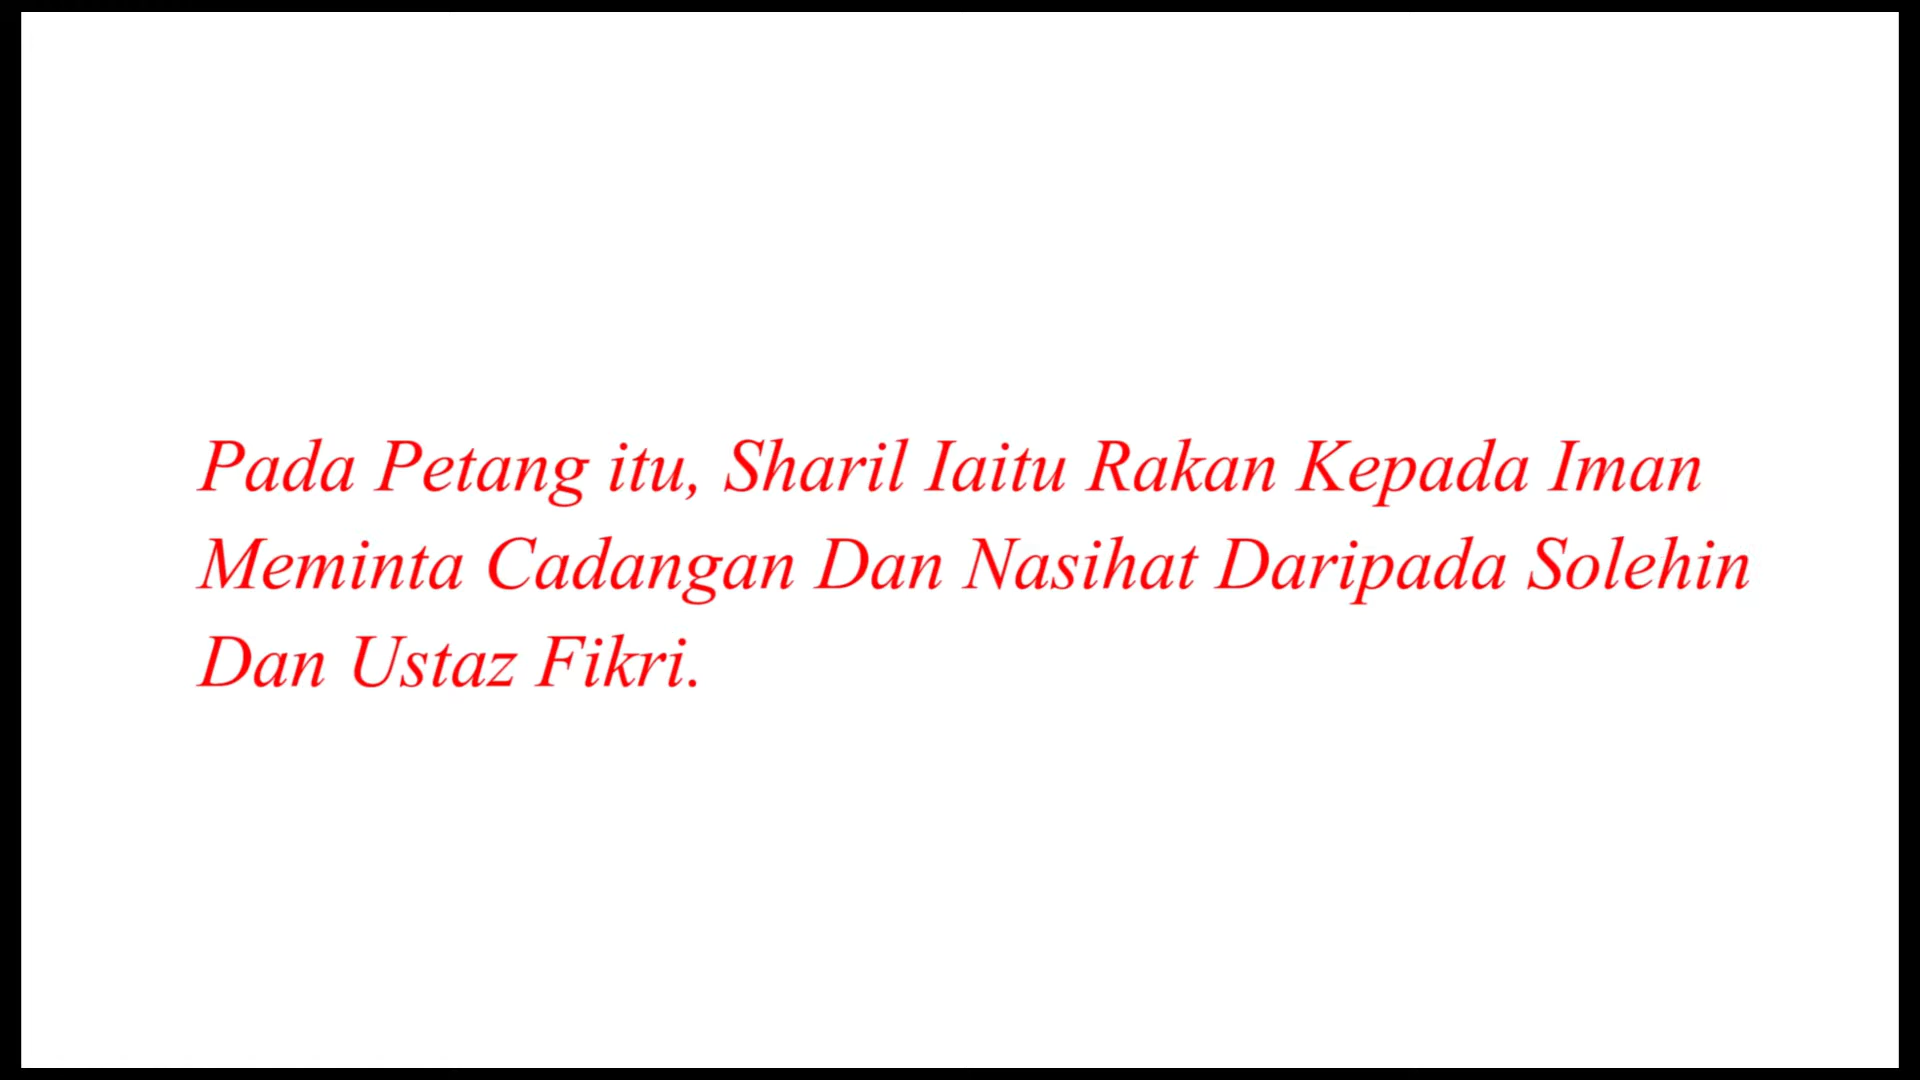 Pada Petang itu, Sharil Iaitu Rakan Kepada Iman
Meminta Cadangan Dan Nasihat Daripada Solehin
Dan Ustaz Fikri.